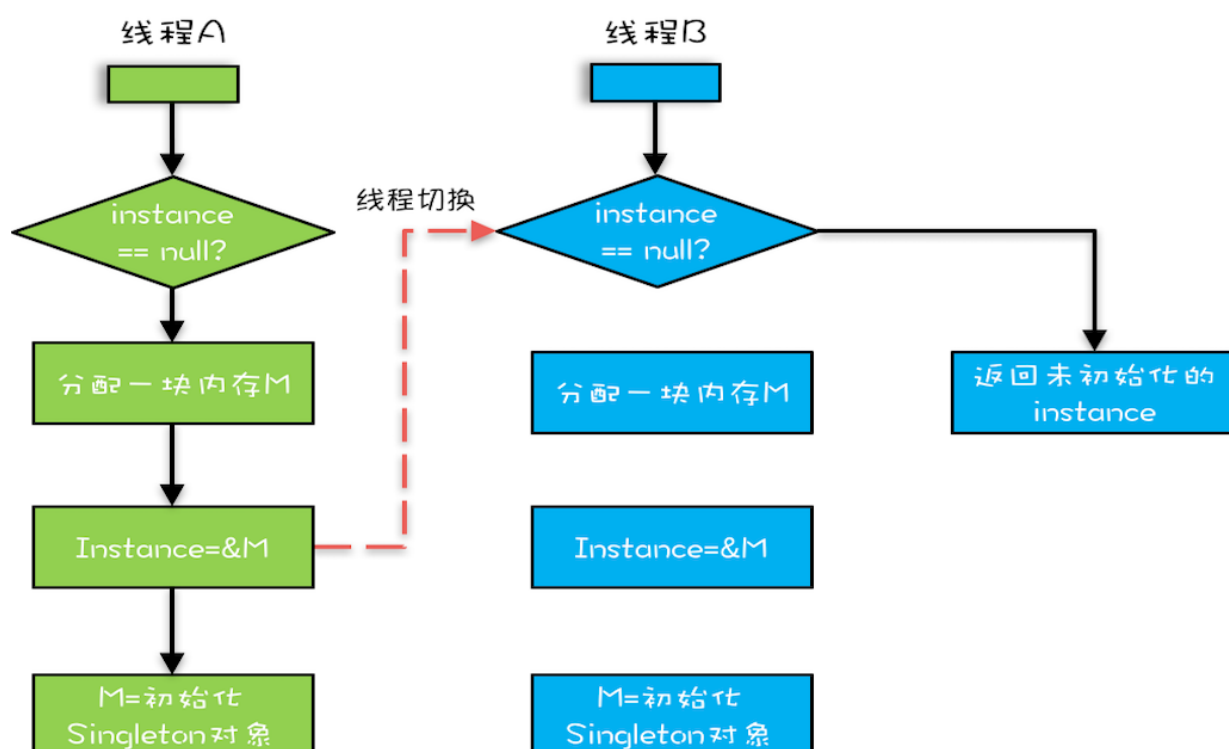 线程A
线程B
instance
== null?
线程切换
instance
== null?
分配一块内存M
分配一块内存M
返回未初始化的
instance
Instance=&M
Instance=&M
M=初始化
Singleton对象
M=初始化
Singleton对象